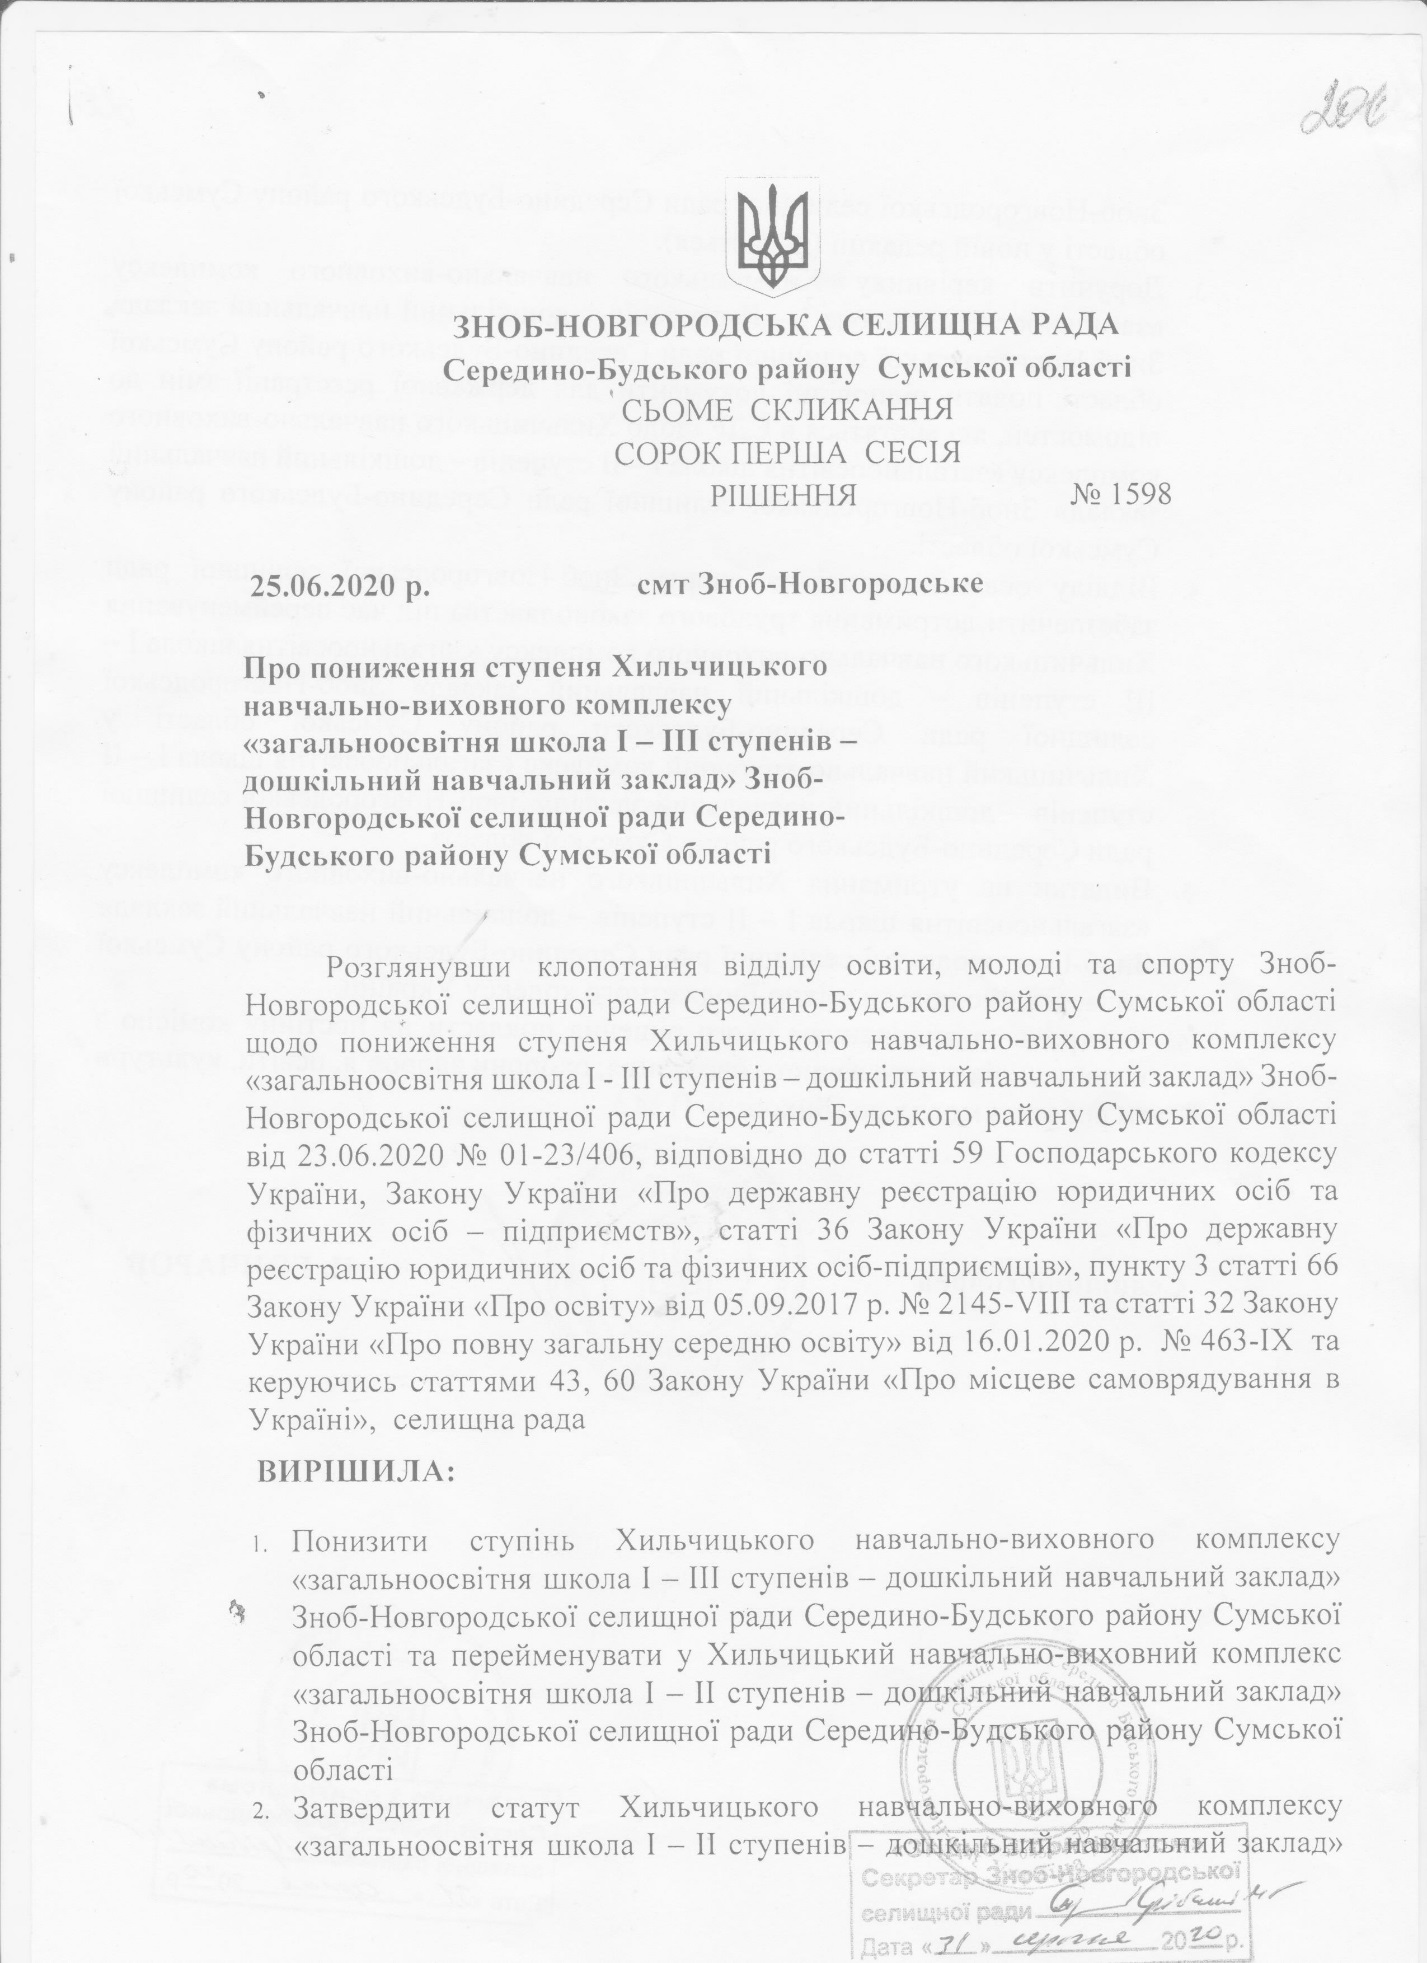 ЗНОБ-НОВГОРОДСЬКА СЕЛИЩНА РАДА
Середино-Будського району Сумської області
СЬОМЕ СКЛИКАННЯ
СОРОК ПЕРША СЕСІЯ
РІШЕННЯ № 1598
25.06.2020 р. смт Зноб-Новгородське
Про пониження ступеня Хильчицького
навчально-виховного комплексу
«загальноосвітня школа І – ІІІ ступенів –
дошкільний навчальний заклад» Зноб-
Новгородської селищної ради Середино-
Будського району Сумської області
Розглянувши клопотання відділу освіти, молоді та спорту Зноб-
Новгородської селищної ради Середино-Будського району Сумської області
щодо пониження ступеня Хильчицького навчально-виховного комплексу
«загальноосвітня школа І - ІІІ ступенів – дошкільний навчальний заклад» Зноб-
Новгородської селищної ради Середино-Будського району Сумської області
від 23.06.2020 № 01-23/406, відповідно до статті 59 Господарського кодексу
України, Закону України «Про державну реєстрацію юридичних осіб та
фізичних осіб – підприємств», статті 36 Закону України «Про державну
реєстрацію юридичних осіб та фізичних осіб-підприємців», пункту 3 статті 66
Закону України «Про освіту» від 05.09.2017 р. № 2145-VIII та статті 32 Закону
України «Про повну загальну середню освіту» від 16.01.2020 р. № 463-IX та
керуючись статтями 43, 60 Закону України «Про місцеве самоврядування в
Україні», селищна рада
ВИРІШИЛА:
1. Понизити ступінь Хильчицького навчально-виховного комплексу
«загальноосвітня школа І – ІІІ ступенів – дошкільний навчальний заклад»
Зноб-Новгородської селищної ради Середино-Будського району Сумської
області та перейменувати у Хильчицький навчально-виховний комплекс
«загальноосвітня школа І – ІІ ступенів – дошкільний навчальний заклад»
Зноб-Новгородської селищної ради Середино-Будського району Сумської
області
2. Затвердити статут Хильчицького навчально-виховного комплексу
«загальноосвітня школа І – ІІ ступенів – дошкільний навчальний заклад»
Секретар Зноб-Новгородської
селищної ради
Дата «31» серпня 2020 р.